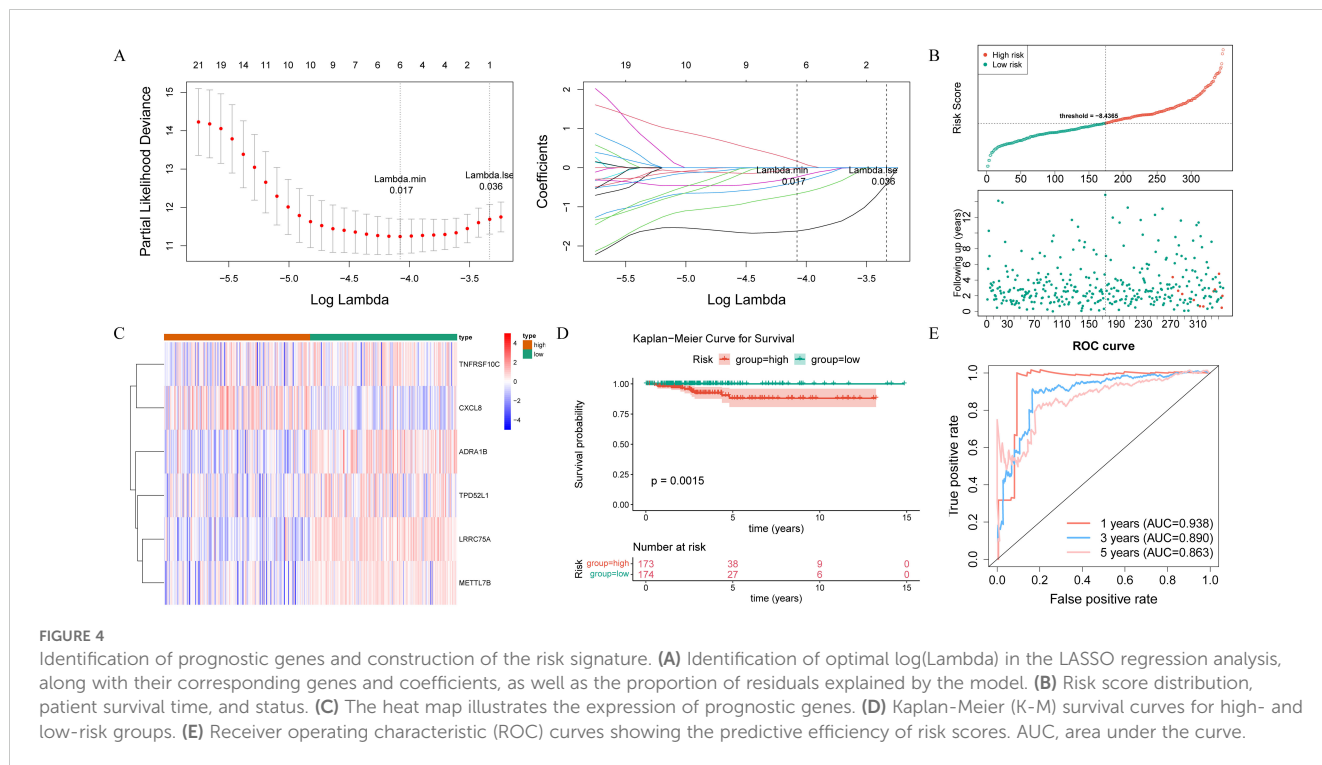 A
21 19 14 11 10 10 9 7 6 6 4 4 2 1
Partial Likelihood Deviance
15
14
13
12
11
Lambda.min
0.017
Lambda.lse
0.036
−5.5 −5.0 −4.5 −4.0 −3.5
Log Lambda
19 10 9 6 2
Coefficients
2
1
0
−1
−2
Lambda.min
0.017
Lambda.lse
0.036
−5.5 −5.0 −4.5 −4.0 −3.5
Log Lambda
B
High risk
Low risk
Risk Score
threshold = −8.4365
0 50 100 150 200 250 300
Following up (years)
12
8
6
4
2
0
0 10 30 50 70 90 110 130 150 170 190 210 230 250 270 290 310
C
type
TNFRSF10C
CXCL8
ADRA1B
TPD52L1
LRRC75A
METTL7B
4
2
0
−2
−4
type
high
low
D
Kaplan−Meier Curve for Survival
Risk group=high group=low
Survival probability
1.00
0.75
0.50
0.25
0.00
p = 0.0015
0 5 10 15
time (years)
Number at risk
Risk
group=high 173 38 9 0
group=low 174 27 6 0
0 5 10 15
time (years)
E
ROC curve
True positive rate
1.0
0.8
0.6
0.4
0.2
0.0
1 years (AUC=0.938)
3 years (AUC=0.890)
5 years (AUC=0.863)
0.0 0.2 0.4 0.6 0.8 1.0
False positive rate
FIGURE 4
Identification of prognostic genes and construction of the risk signature. (A) Identification of optimal log(Lambda) in the LASSO regression analysis,
along with their corresponding genes and coefficients, as well as the proportion of residuals explained by the model. (B) Risk score distribution,
patient survival time, and status. (C) The heat map illustrates the expression of prognostic genes. (D) Kaplan-Meier (K-M) survival curves for high- and
low-risk groups. (E) Receiver operating characteristic (ROC) curves showing the predictive efficiency of risk scores. AUC, area under the curve.